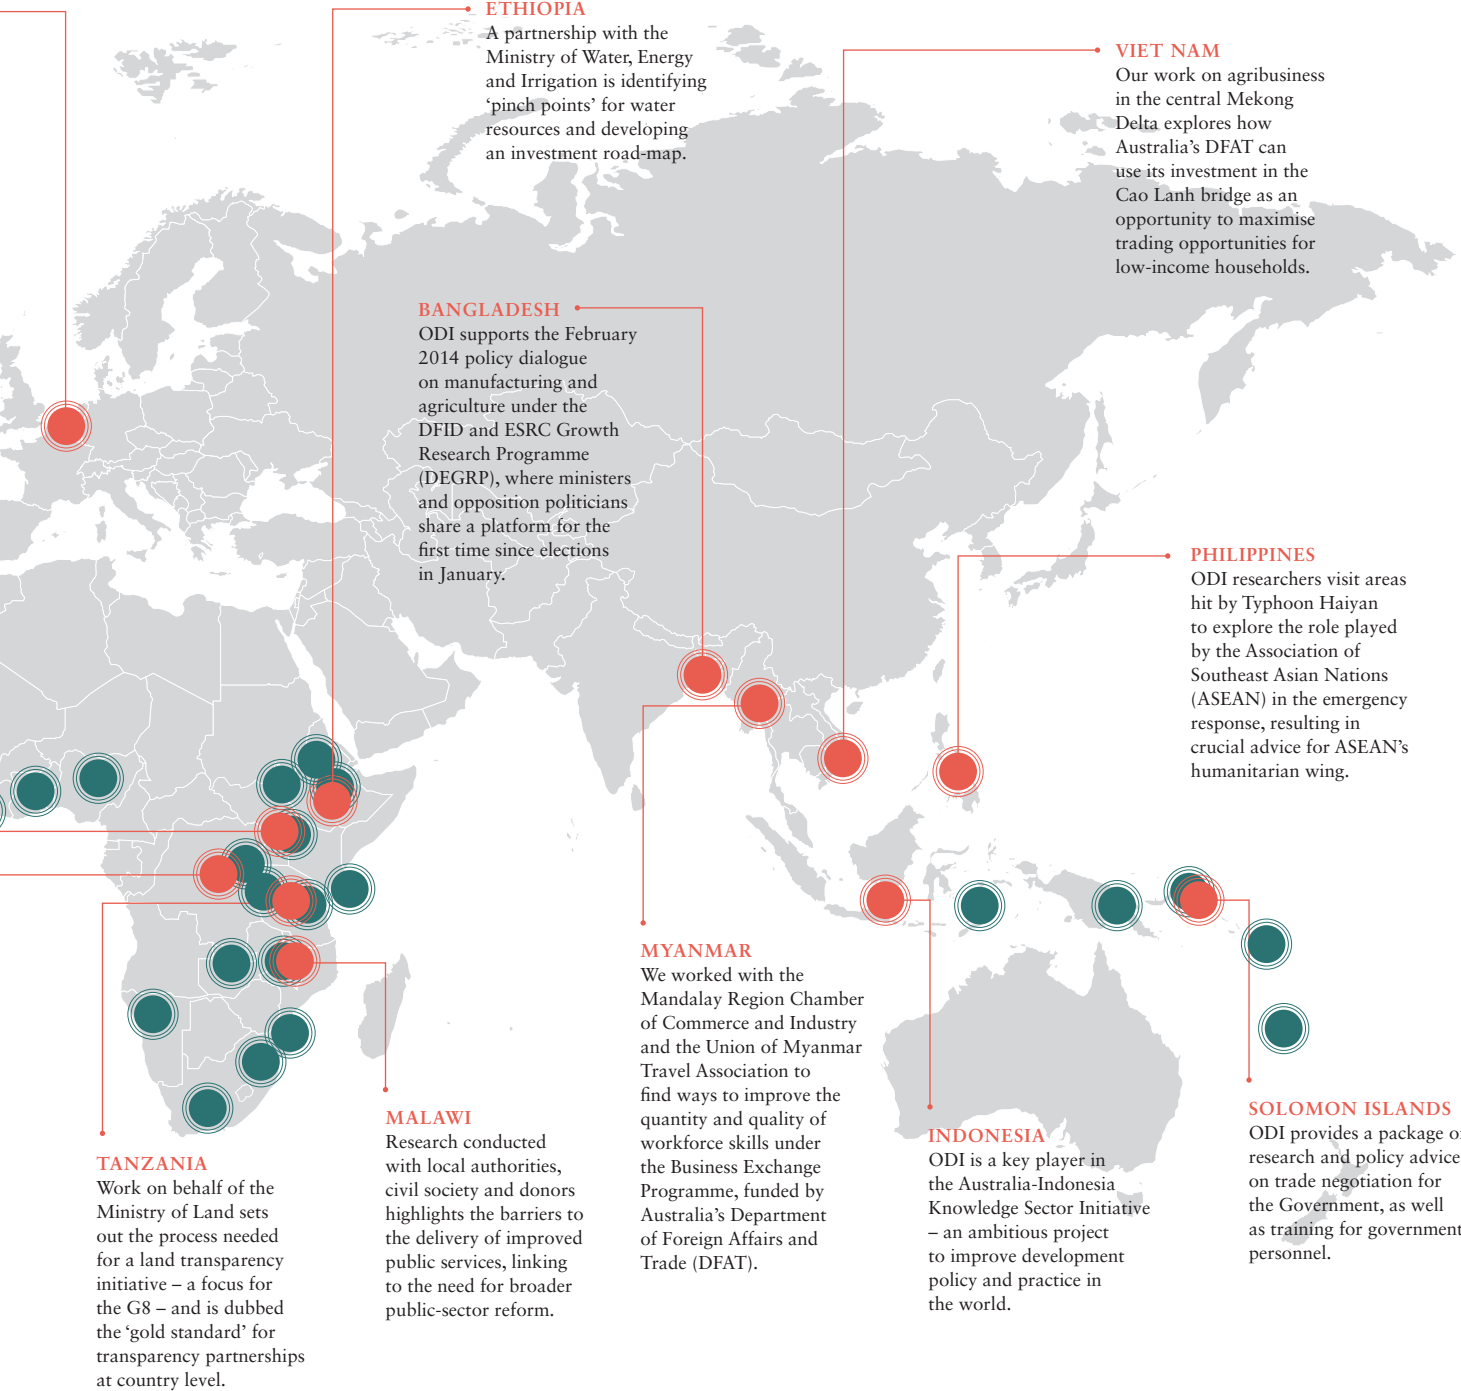 ETHIOPIA
A partnership with the
Ministry of Water, Energy
and Irrigation is identifying
‘pinch points’ for water
resources and developing
an investment road-map.
VIET NAM
Our work on agribusiness
in the central Mekong
Delta explores how
Australia’s DFAT can
use its investment in the
Cao Lanh bridge as an
opportunity to maximise
trading opportunities for
low-income households.
BANGLADESH
ODI supports the February
2014 policy dialogue
on manufacturing and
agriculture under the
DFID and ESRC Growth
Research Programme
(DEGRP), where ministers
and opposition politicians
share a platform for the
first time since elections
in January.
PHILIPPINES
ODI researchers visit areas
hit by Typhoon Haiyan
to explore the role played
by the Association of
Southeast Asian Nations
(ASEAN) in the emergency
response, resulting in
crucial advice for ASEAN’s
humanitarian wing.
TANZANIA
Work on behalf of the
Ministry of Land sets
out the process needed
for a land transparency
initiative – a focus for
the G8 – and is dubbed
the ‘gold standard’ for
transparency partnerships
at country level.
MALAWI
Research conducted
with local authorities,
civil society and donors
highlights the barriers to
the delivery of improved
public services, linking
to the need for broader
public-sector reform.
MYANMAR
We worked with the
Mandalay Region Chamber
of Commerce and Industry
and the Union of Myanmar
Travel Association to
find ways to improve the
quantity and quality of
workforce skills under
the Business Exchange
Programme, funded by
Australia’s Department
of Foreign Affairs and
Trade (DFAT).
INDONESIA
ODI is a key player in
the Australia-Indonesia
Knowledge Sector Initiative
– an ambitious project
to improve development
policy and practice in
the world.
SOLOMON ISLANDS
ODI provides a package of
research and policy advice
on trade negotiation for
the Government, as well
as training for government
personnel.